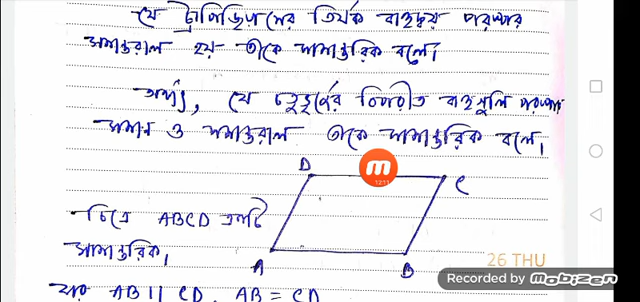 যে ট্রাপিজিয়ামের তির্যক বাহুদ্বয় পরস্পর
সমান্তরাল হয় তাকে সামান্তরিক বলে।
অর্থাৎ, যে চতুর্ভুজের বিপরীত বাহুগুলি পরস্পর
সমান ও সমান্তরাল তাকে সামান্তরিক বলে।
D
m
C
1211
চিত্রে ABCD একটি
সামান্তরিক।
A
B
26 THU
Recorded by mobizen
AB || CD, AB = CD